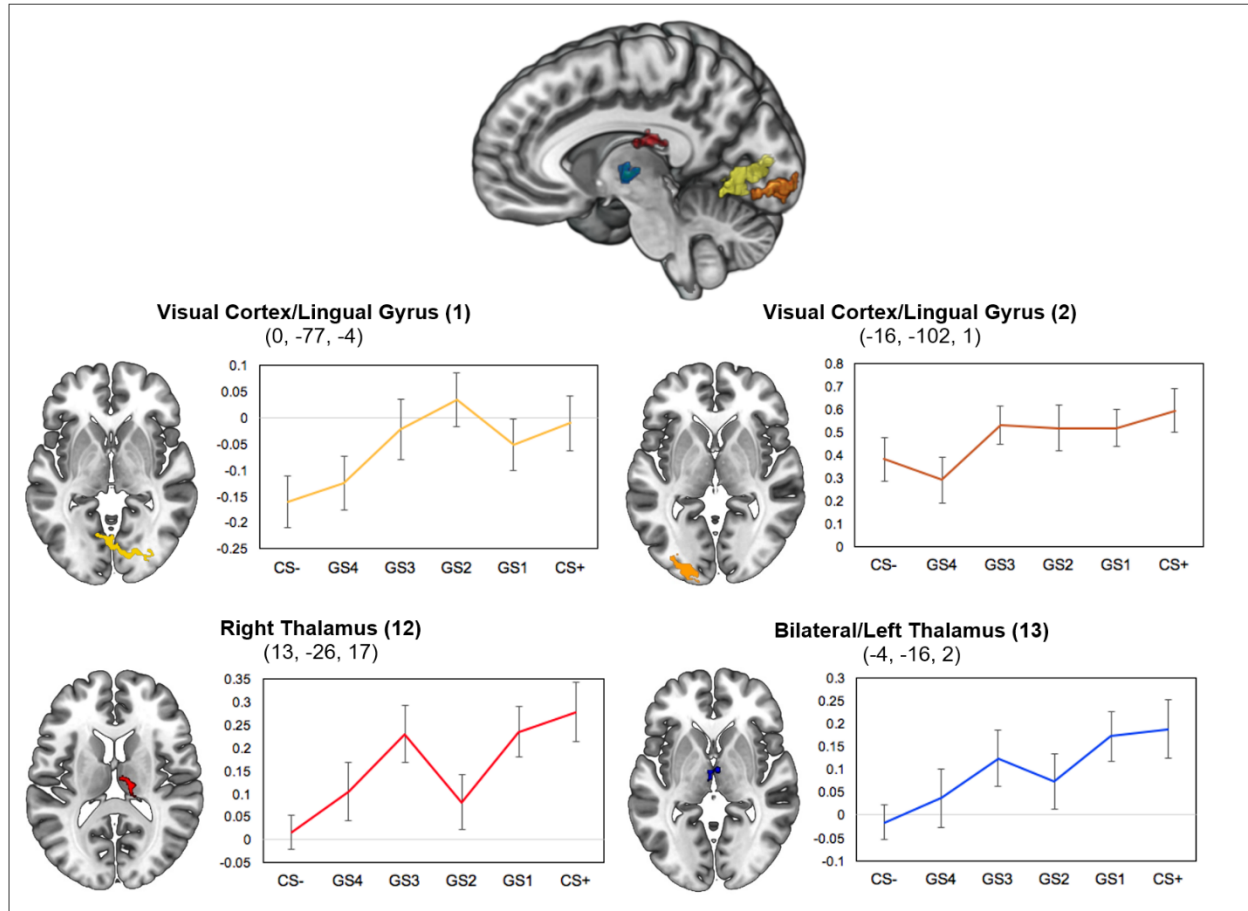 Visual Cortex/Lingual Gyrus (1)
(0, -77, -4)
0.1
0.05
0
-0.05
-0.1
-0.15
-0.2
-0.25
CS- GS4 GS3 GS2 GS1 CS+
Visual Cortex/Lingual Gyrus (2)
(-16, -102, 1)
0.8
0.7
0.6
0.5
0.4
0.3
0.2
0.1
0
CS- GS4 GS3 GS2 GS1 CS+
Right Thalamus (12)
(13, -26, 17)
0.35
0.3
0.25
0.2
0.15
0.1
0.05
0
-0.05
CS- GS4 GS3 GS2 GS1 CS+
Bilateral/Left Thalamus (13)
(-4, -16, 2)
0.3
0.25
0.2
0.15
0.1
0.05
0
-0.05
-0.1
CS- GS4 GS3 GS2 GS1 CS+